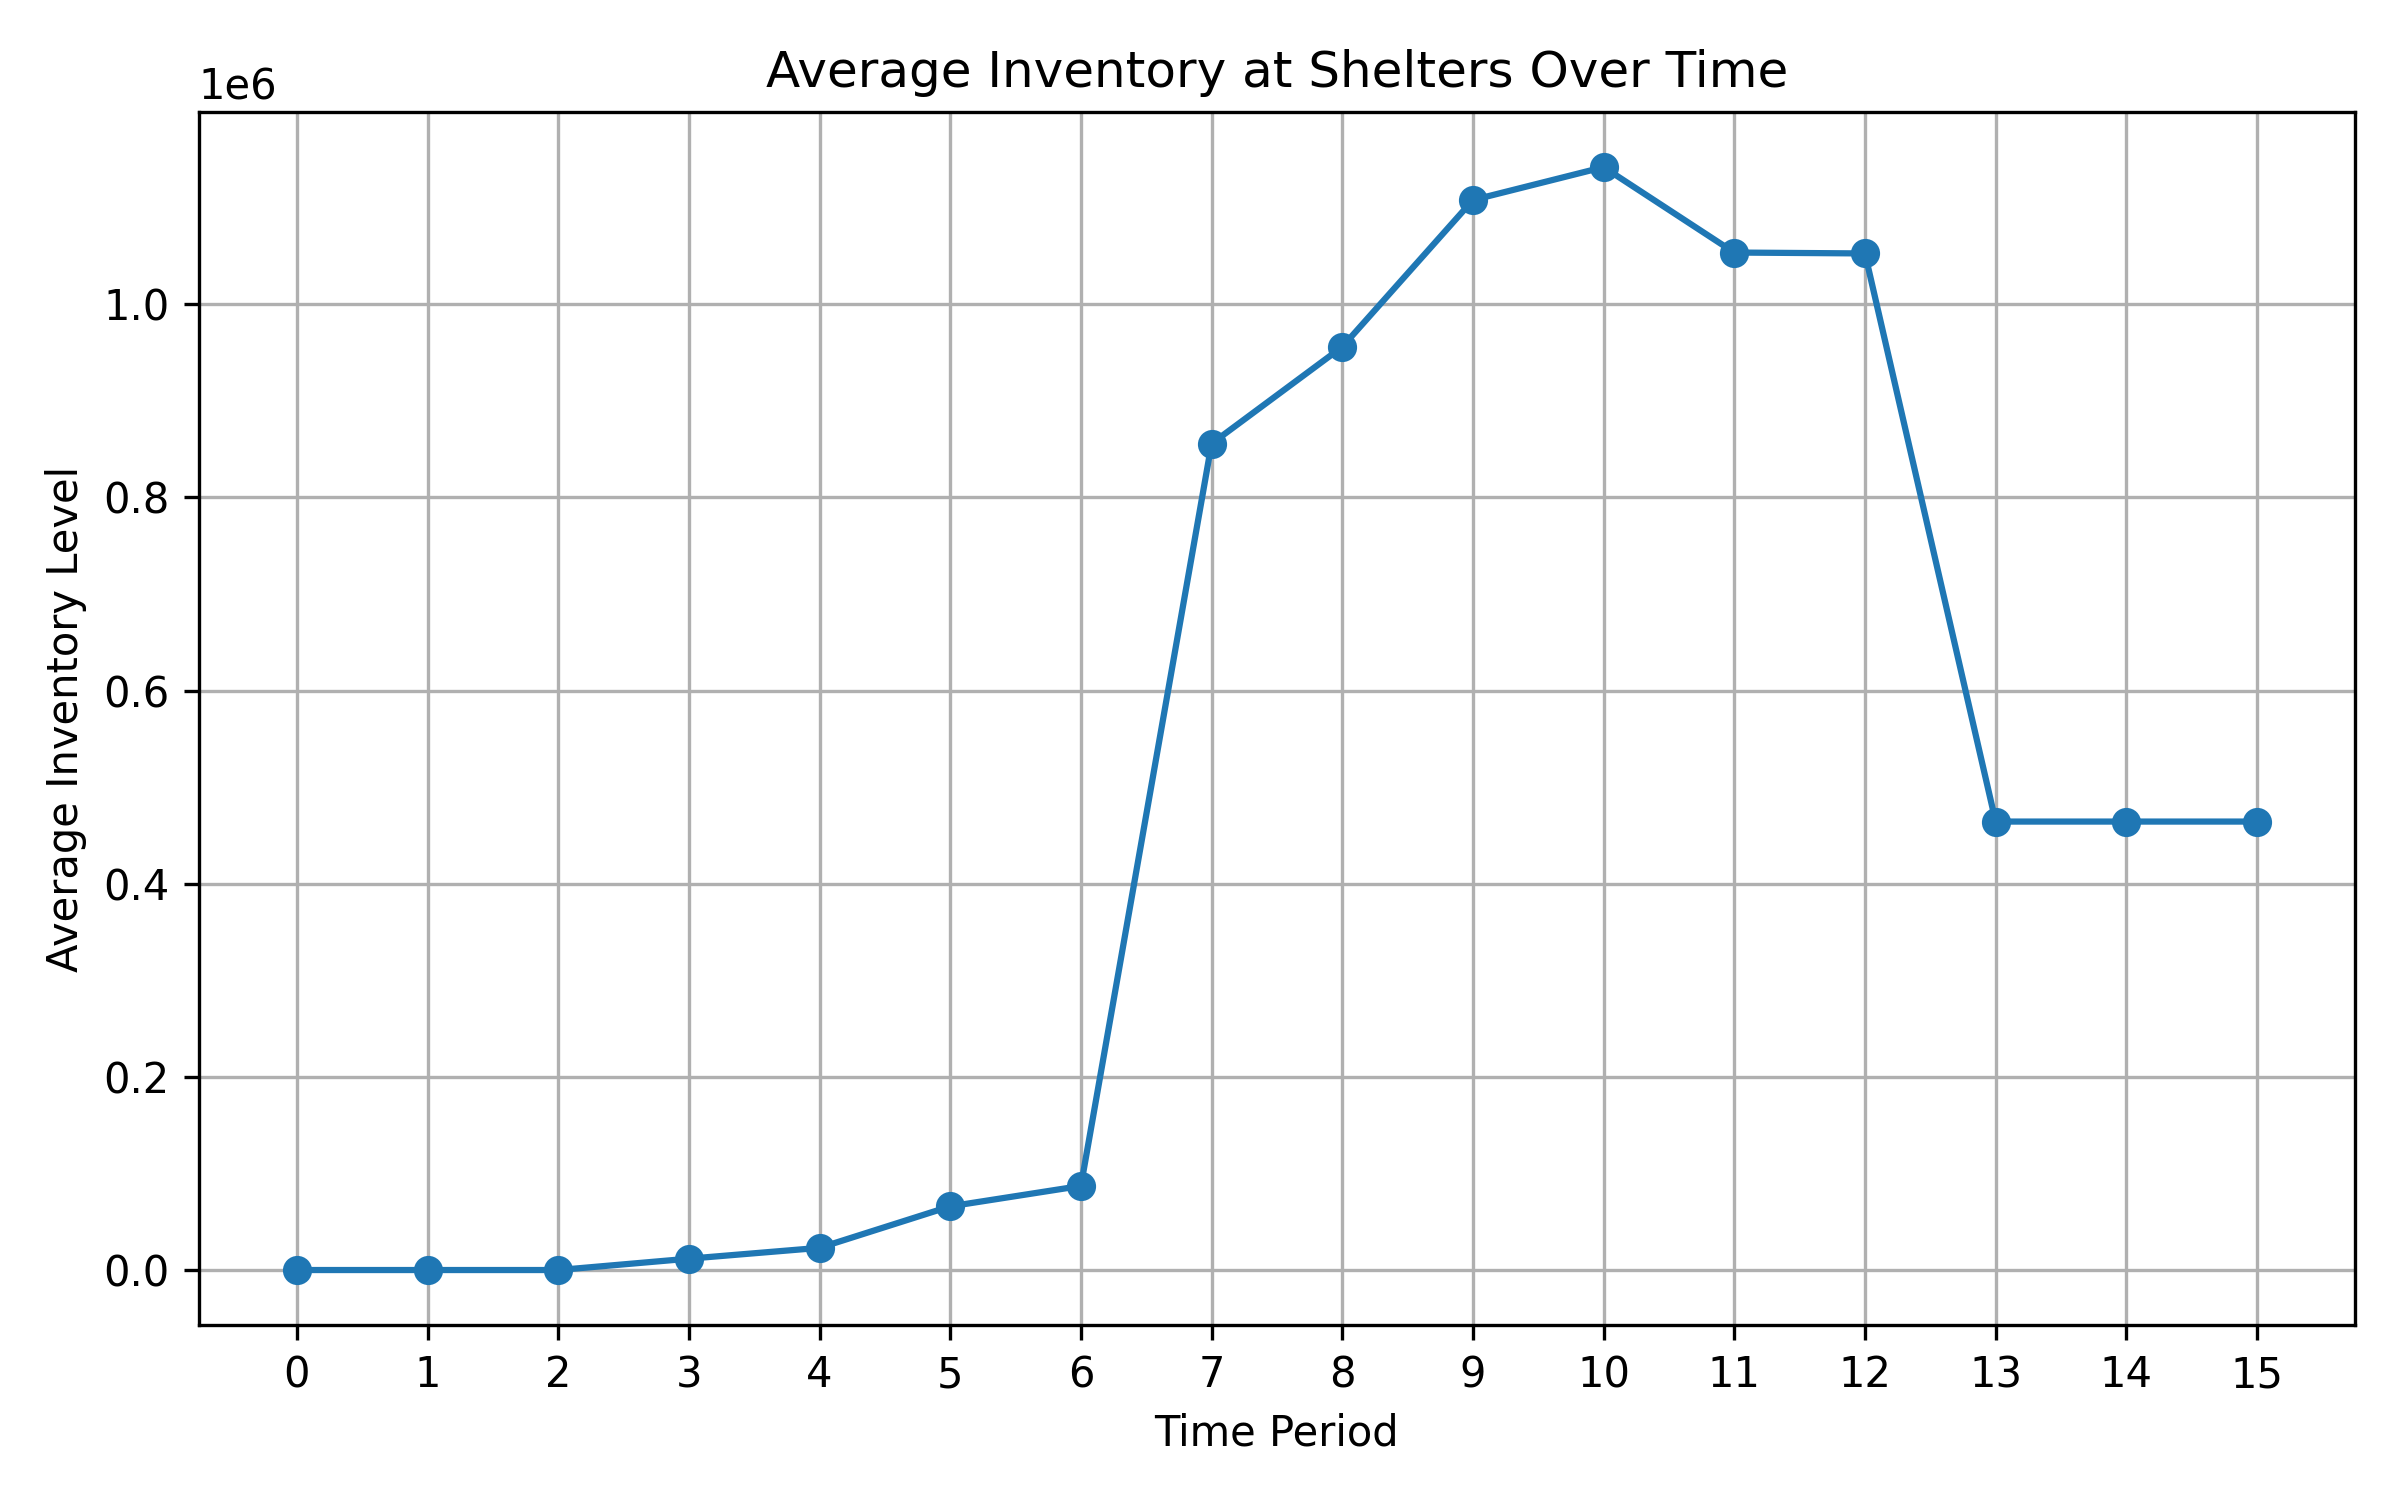 Average Inventory at Shelters Over Time
1e6
Average Inventory Level
1.0
0.8
0.6
0.4
0.2
0.0
0 1 2 3 4 5 6 7 8 9 10 11 12 13 14 15
Time Period